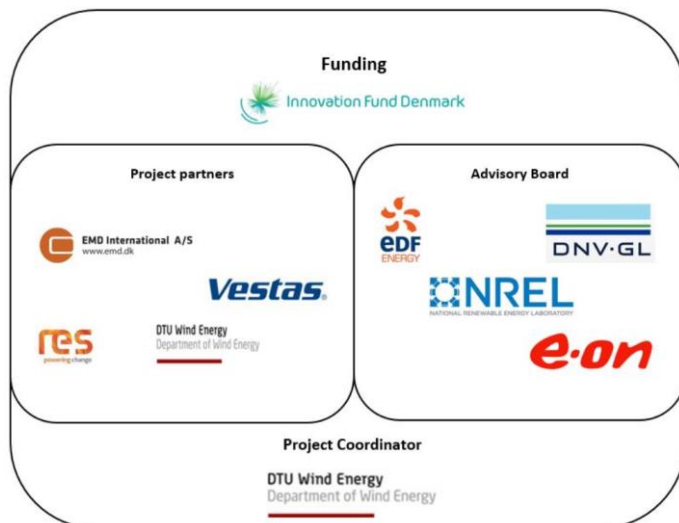 Funding
Innovation Fund Denmark
Project partners
EMD International A/S
www.emd.dk
Vestas®
res
powering change
DTU Wind Energy
Department of Wind Energy
Advisory Board
eDF
ENERGY
DNV·GL
NREL
NATIONAL RENEWABLE ENERGY LABORATORY
e·on
Project Coordinator
DTU Wind Energy
Department of Wind Energy